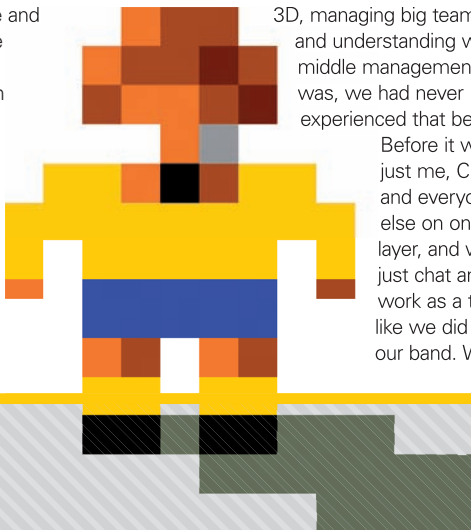 e and
e
n
3D, managing big team
and understanding w
middle managemen
was, we had never
experienced that be
Before it w
just me, C
and everyo
else on on
layer, and w
just chat an
work as a t
like we did
our band. W